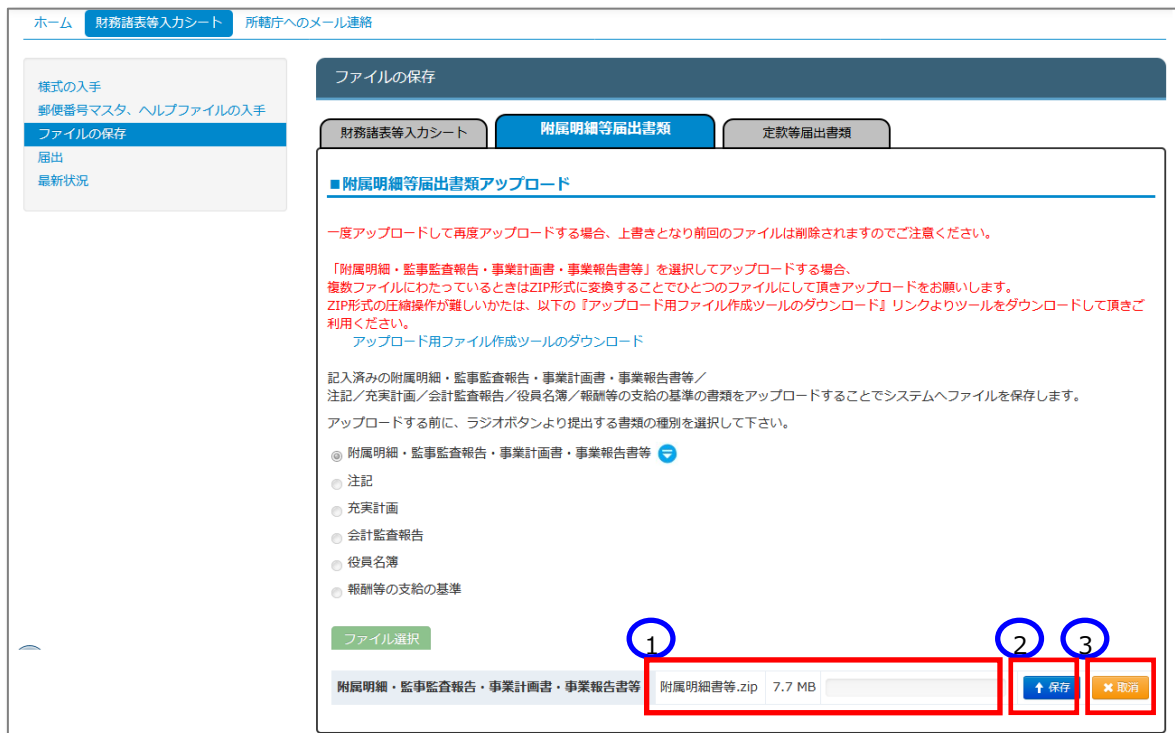 ホーム 財務諸表等入力シート 所轄庁へのメール連絡
様式の入手
郵便番号マスタ、ヘルプファイルの入手
ファイルの保存
届出
最新状況
ファイルの保存
財務諸表等入力シート 附属明細等届出書類 定款等届出書類
■附属明細等届出書類アップロード
一度アップロードして再度アップロードする場合、上書きとなり前回のファイルは削除されますのでご注意ください。
「附属明細・監事監査報告・事業計画書・事業報告書等」を選択してアップロードする場合、
複数ファイルにわたっているときはZIP形式に変換することでひとつのファイルにして頂きアップロードをお願いします。
ZIP形式の圧縮操作が難しいかたは、以下の『アップロード用ファイル作成ツールのダウンロード』リンクよりツールをダウンロードして頂きご
利用ください。
アップロード用ファイル作成ツールのダウンロード
記入済みの附属明細・監事監査報告・事業計画書・事業報告書等／
注記／充実計画／会計監査報告／役員名簿／報酬等の支給の基準の書類をアップロードすることでシステムへファイルを保存します。
アップロードする前に、ラジオボタンより提出する書類の種別を選択して下さい。
附属明細・監事監査報告・事業計画書・事業報告書等
注記
充実計画
会計監査報告
役員名簿
報酬等の支給の基準
ファイル選択
1 2 3
附属明細・監事監査報告・事業計画書・事業報告書等 附属明細書等.zip 7.7 MB 保存 取消